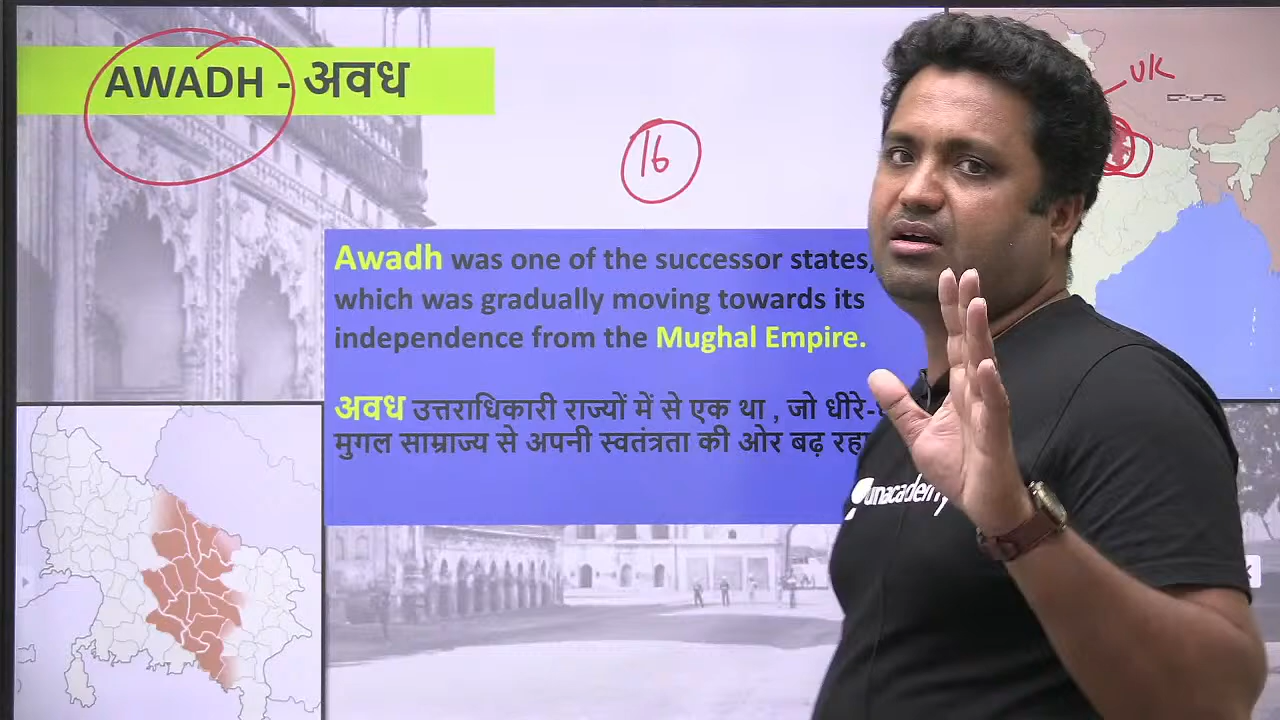 AWADH - अवध
UK
16
Awadh was one of the successor states,
which was gradually moving towards its
independence from the Mughal Empire.
अवध उत्तराधिकारी राज्यों में से एक था , जो धीरे-
मुगल साम्राज्य से अपनी स्वतंत्रता की ओर बढ़
unacademy